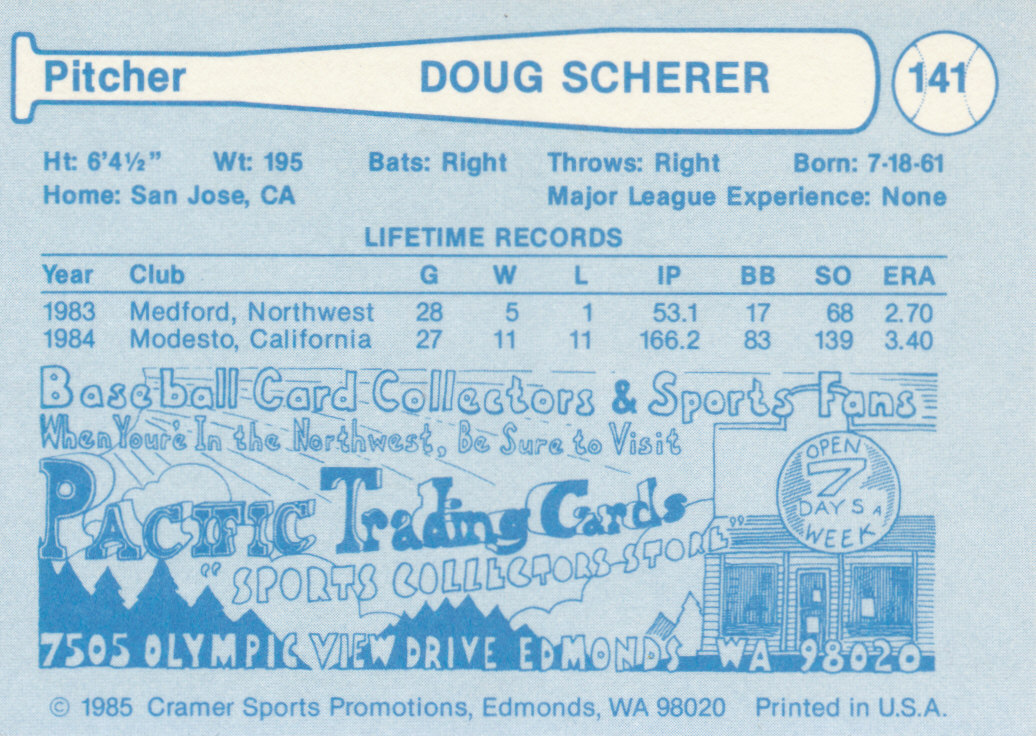 Pitcher DOUG SCHERER 141
Ht: 6'4½" Wt: 195 Bats: Right Throws: Right Born: 7-18-61
Home: San Jose, CA Major League Experience: None
LIFETIME RECORDS
Year Club G W L IP BB SO ERA
1983 Medford, Northwest 28 5 1 53.1 17 68 2.70
1984 Modesto, California 27 11 11 166.2 83 139 3.40
Baseball Card Collectors & Sports Fans
When You're In the Northwest, Be Sure to Visit
OPEN
7
DAYS A
WEEK
PACIFIC Trading Cards
"SPORTS COLLECTORS STORE"
7505 OLYMPIC VIEW DRIVE EDMONDS WA 98020
© 1985 Cramer Sports Promotions, Edmonds, WA 98020 Printed in U.S.A.